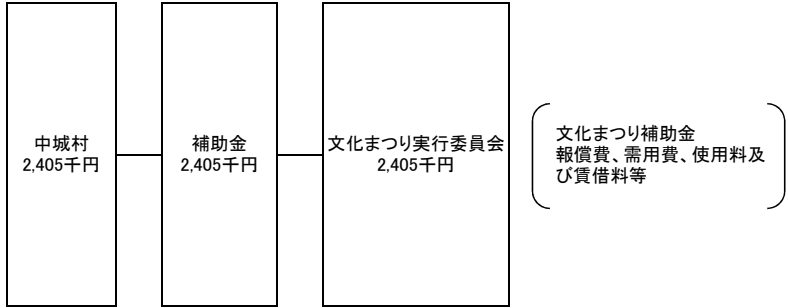 中城村
2,405千円
補助金
2,405千円
文化まつり実行委員会
2,405千円
文化まつり補助金
報償費、需用費、使用料及
び賃借料等